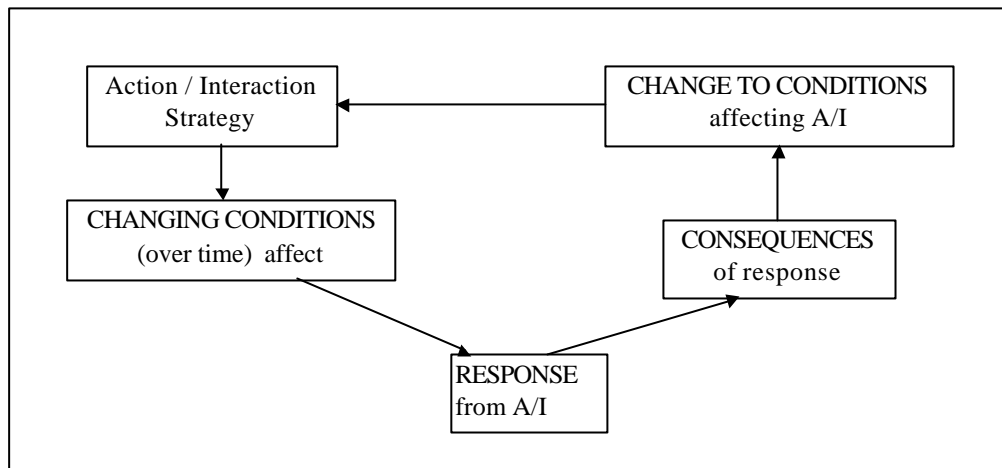 Action / Interaction
Strategy
CHANGE TO CONDITIONS
affecting A/I
CHANGING CONDITIONS
(over time) affect
CONSEQUENCES
of response
RESPONSE
from A/I